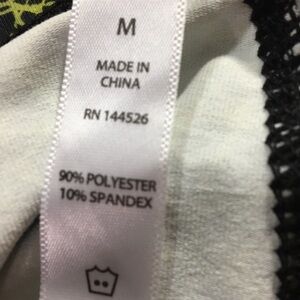 M
MADE IN
CHINA
RN 144526
90% POLYESTER
10% SPANDEX